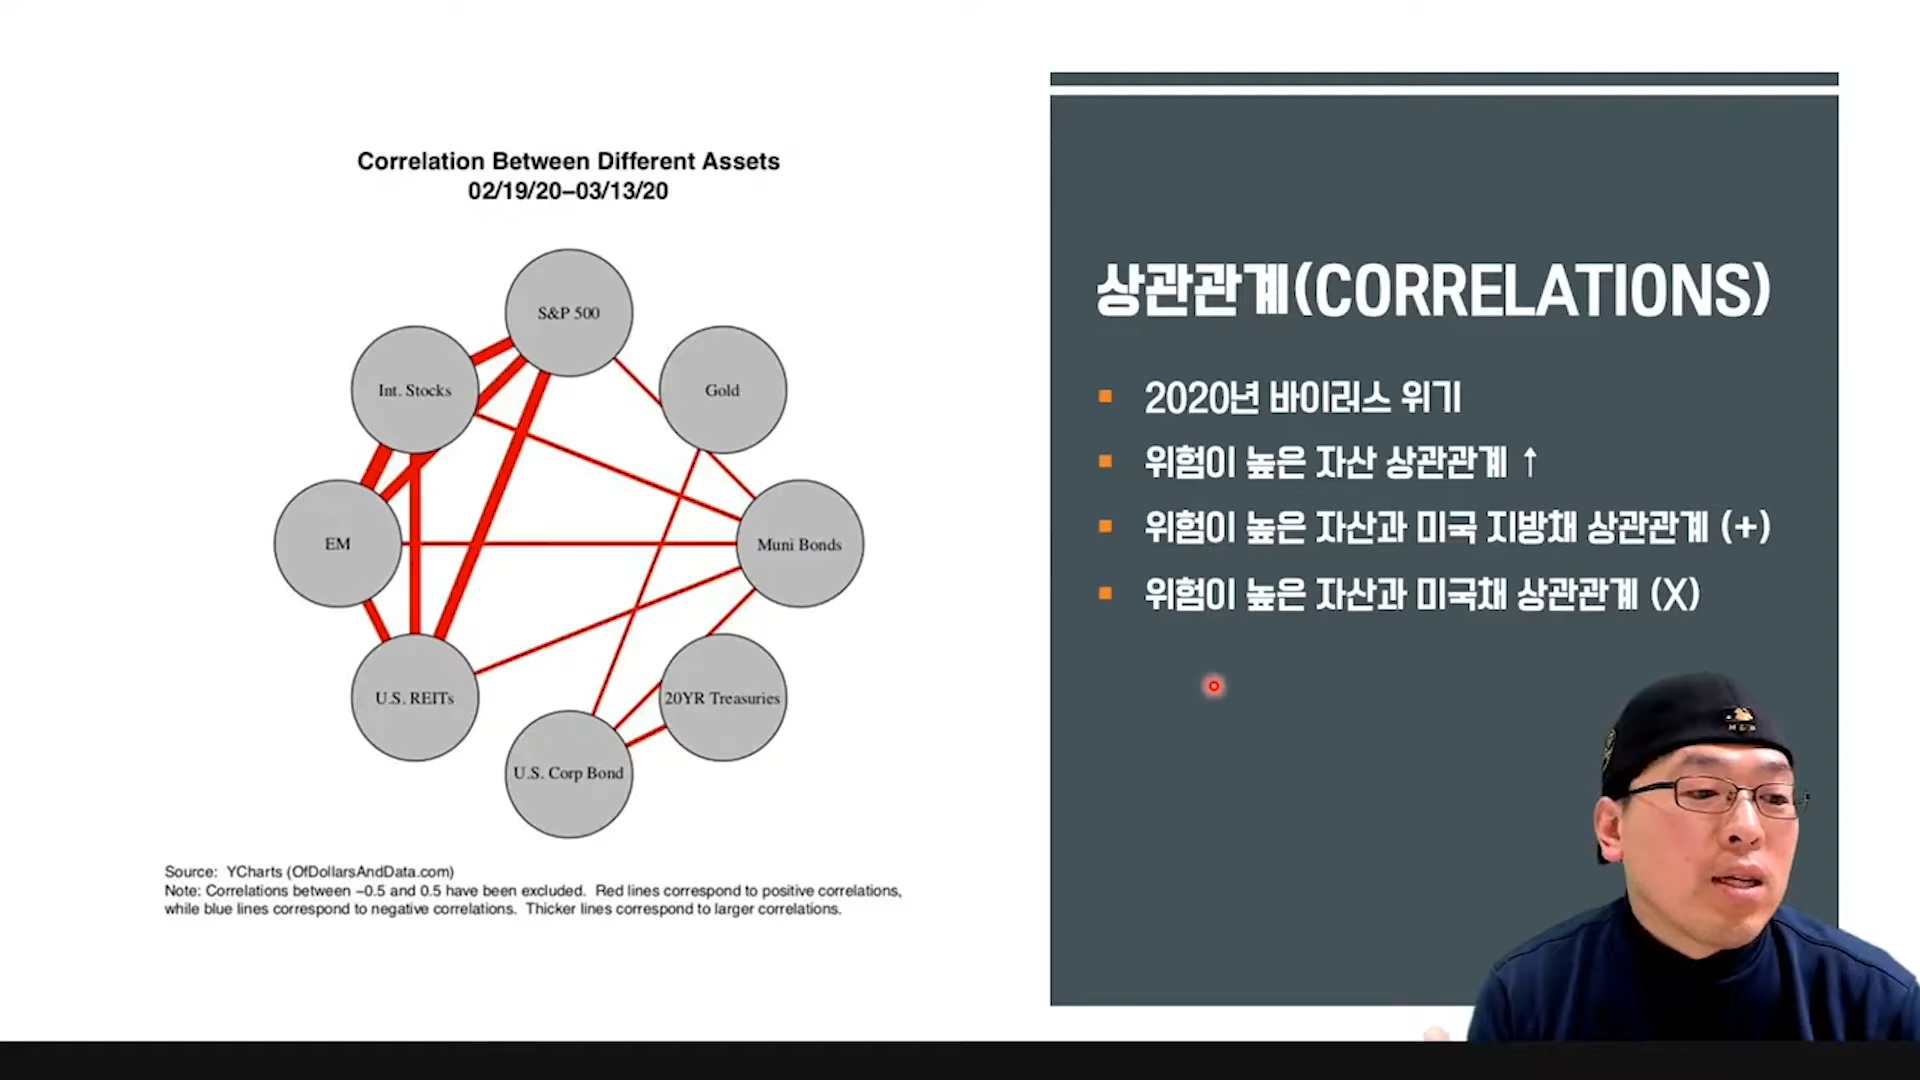 Correlation Between Different Assets
02/19/20–03/13/20
S&P 500
Int. Stocks
Gold
EM
Muni Bonds
U.S. REITs
20YR Treasuries
U.S. Corp Bond
Source: YCharts (OfDollarsAndData.com)
Note: Correlations between −0.5 and 0.5 have been excluded. Red lines correspond to positive correlations,
while blue lines correspond to negative correlations. Thicker lines correspond to larger correlations.
상관관계(CORRELATIONS)
2020년 바이러스 위기
위험이 높은 자산 상관관계 ↑
위험이 높은 자산과 미국 지방채 상관관계 (+)
위험이 높은 자산과 미국채 상관관계 (X)